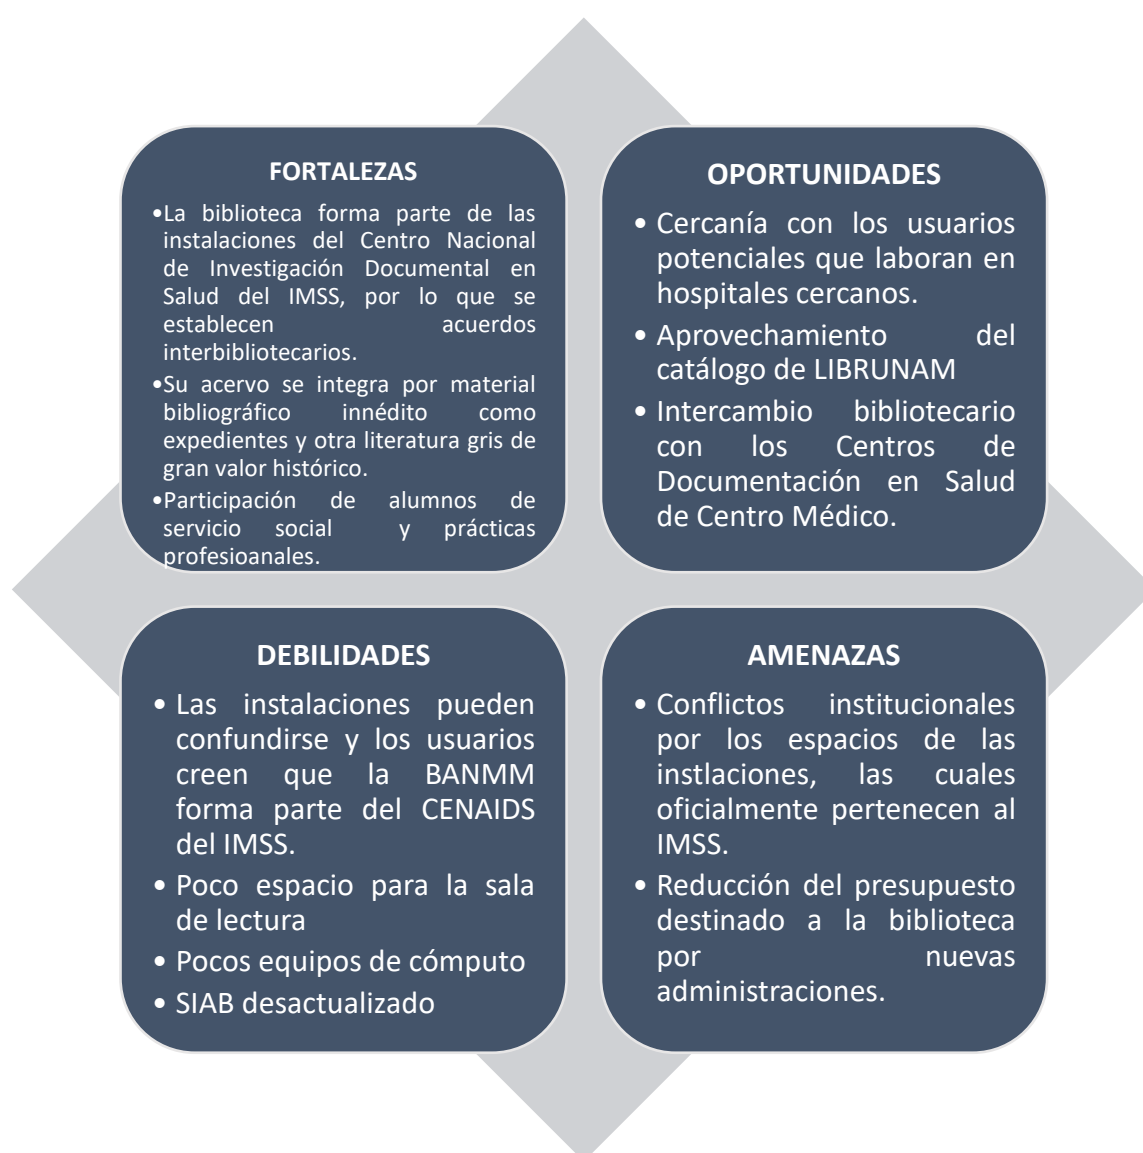 FORTALEZAS
•La biblioteca forma parte de las
instalaciones del Centro Nacional
de Investigación Documental en
Salud del IMSS, por lo que se
establecen acuerdos
interbibliotecarios.
•Su acervo se integra por material
bibliográfico innédito como
expedientes y otra literatura gris de
gran valor histórico.
•Participación de alumnos de
servicio social y prácticas
profesioanales.
OPORTUNIDADES
• Cercanía con los usuarios
potenciales que laboran en
hospitales cercanos.
• Aprovechamiento del
catálogo de LIBRUNAM
• Intercambio bibliotecario
con los Centros de
Documentación en Salud
de Centro Médico.
DEBILIDADES
• Las instalaciones pueden
confundirse y los usuarios
creen que la BANMM
forma parte del CENAIDS
del IMSS.
• Poco espacio para la sala
de lectura
• Pocos equipos de cómputo
• SIAB desactualizado
AMENAZAS
• Conflictos institucionales
por los espacios de las
instlaciones, las cuales
oficialmente pertenecen al
IMSS.
• Reducción del presupuesto
destinado a la biblioteca
por nuevas
administraciones.